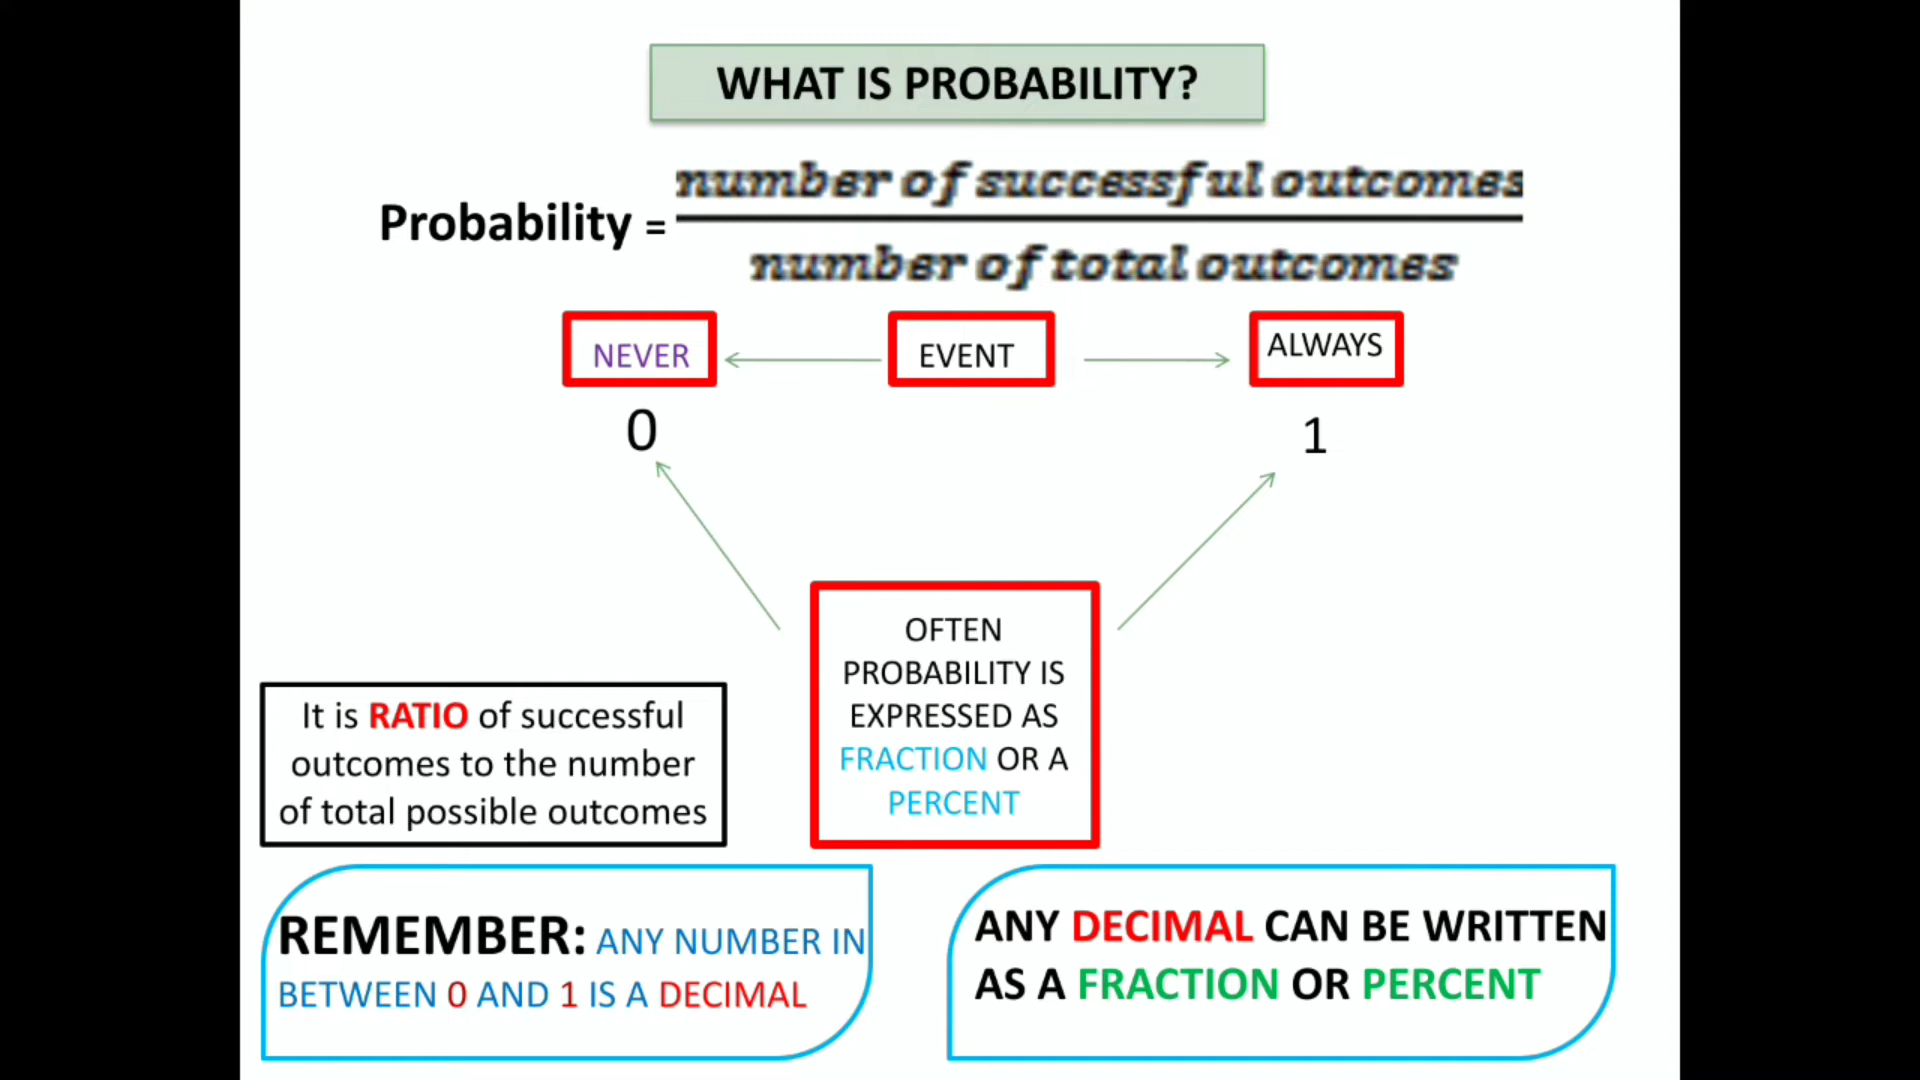 WHAT IS PROBABILITY?
number of successful outcomes
Probability =
number of total outcomes
NEVER
EVENT
ALWAYS
0
1
OFTEN
PROBABILITY IS
EXPRESSED AS
FRACTION OR A
PERCENT
It is RATIO of successful
outcomes to the number
of total possible outcomes
REMEMBER: ANY NUMBER IN
BETWEEN 0 AND 1 IS A DECIMAL
ANY DECIMAL CAN BE WRITTEN
AS A FRACTION OR PERCENT